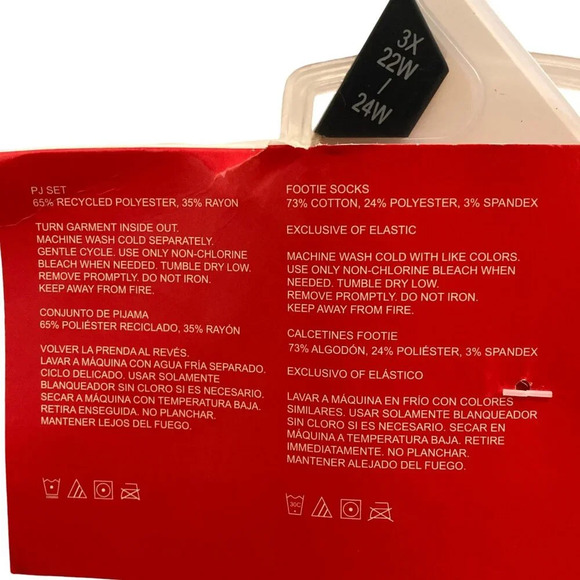 3X
22W
/
24W
PJ SET
65% RECYCLED POLYESTER, 35% RAYON
TURN GARMENT INSIDE OUT.
MACHINE WASH COLD SEPARATELY.
GENTLE CYCLE. USE ONLY NON-CHLORINE
BLEACH WHEN NEEDED. TUMBLE DRY LOW.
REMOVE PROMPTLY. DO NOT IRON.
KEEP AWAY FROM FIRE.
CONJUNTO DE PIJAMA
65% POLIÉSTER RECICLADO, 35% RAYÓN
VOLVER LA PRENDA AL REVÉS.
LAVAR A MÁQUINA CON AGUA FRÍA SEPARADO.
CICLO DELICADO. USAR SOLAMENTE
BLANQUEADOR SIN CLORO SI ES NECESARIO.
SECAR A MÁQUINA CON TEMPERATURA BAJA.
RETIRA ENSEGUIDA. NO PLANCHAR.
MANTENER LEJOS DEL FUEGO.
FOOTIE SOCKS
73% COTTON, 24% POLYESTER, 3% SPANDEX
EXCLUSIVE OF ELASTIC
MACHINE WASH COLD WITH LIKE COLORS.
USE ONLY NON-CHLORINE BLEACH WHEN
NEEDED. TUMBLE DRY LOW.
REMOVE PROMPTLY. DO NOT IRON.
KEEP AWAY FROM FIRE.
CALCETINES FOOTIE
73% ALGODÓN, 24% POLIÉSTER, 3% SPANDEX
EXCLUSIVO OF ELÁSTICO
LAVAR A MÁQUINA EN FRÍO CON COLORES
SIMILARES. USAR SOLAMENTE BLANQUEADOR
SIN CLORO SI ES NECESARIO. SECAR EN
MÁQUINA A TEMPERATURA BAJA. RETIRE
IMMEDIATAMENTE. NO PLANCHAR.
MANTENER ALEJADO DEL FUEGO.
30C